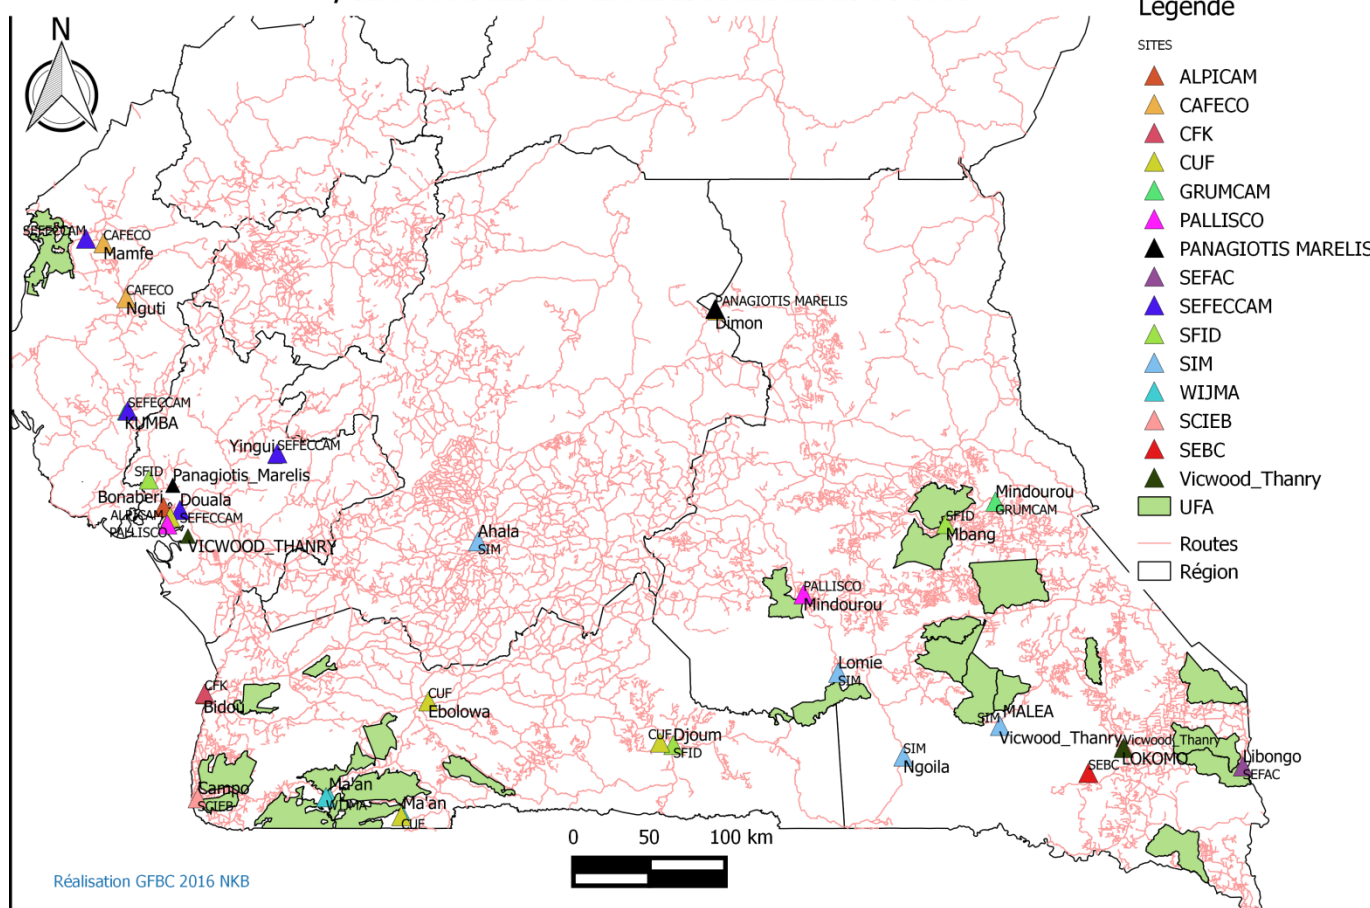 N
Légende
SITES
ALPICAM
CAFECO
CFK
CUF
GRUMCAM
PALLISCO
PANAGIOTIS MARELIS
SEFAC
SEFECCAM
SFID
SIM
WIJMA
SCIEB
SEBC
Vicwood_Thanry
UFA
Routes
Région
SEFECCAM
CAFECO
Mamfe
CAFECO
Nguti
PANAGIOTIS MARELIS
Dimon
SEFECCAM
KUMBA
Yingui
SEFECCAM
SFID
Panagiotis_Marelis
Bonaberi
Douala
ALPICAM
SEFECCAM
PALLISCO
VICWOOD_THANRY
Ahala
SIM
Mindourou
GRUMCAM
SFID
Mbang
PALLISCO
Mindourou
Lomie
SIM
CFK
Bidou
CUF
Ebolowa
MALEA
SIM
Vicwood_Thanry
Vicwood_Thanry
LOKOMO
CUF
Djoum
SFID
SIM
Ngoila
SEBC
Libongo
SEFAC
Campo
SCIEB
Ma'an
WIJMA
Ma'an
CUF
0 50 100 km
Réalisation GFBC 2016 NKB